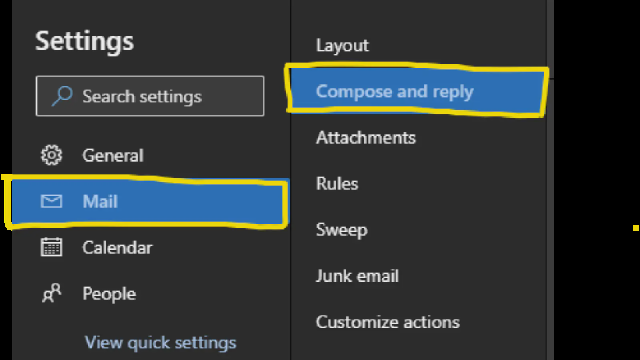 Settings
Search settings
General
Mail
Calendar
People
View quick settings
Layout
Compose and reply
Attachments
Rules
Sweep
Junk email
Customize actions